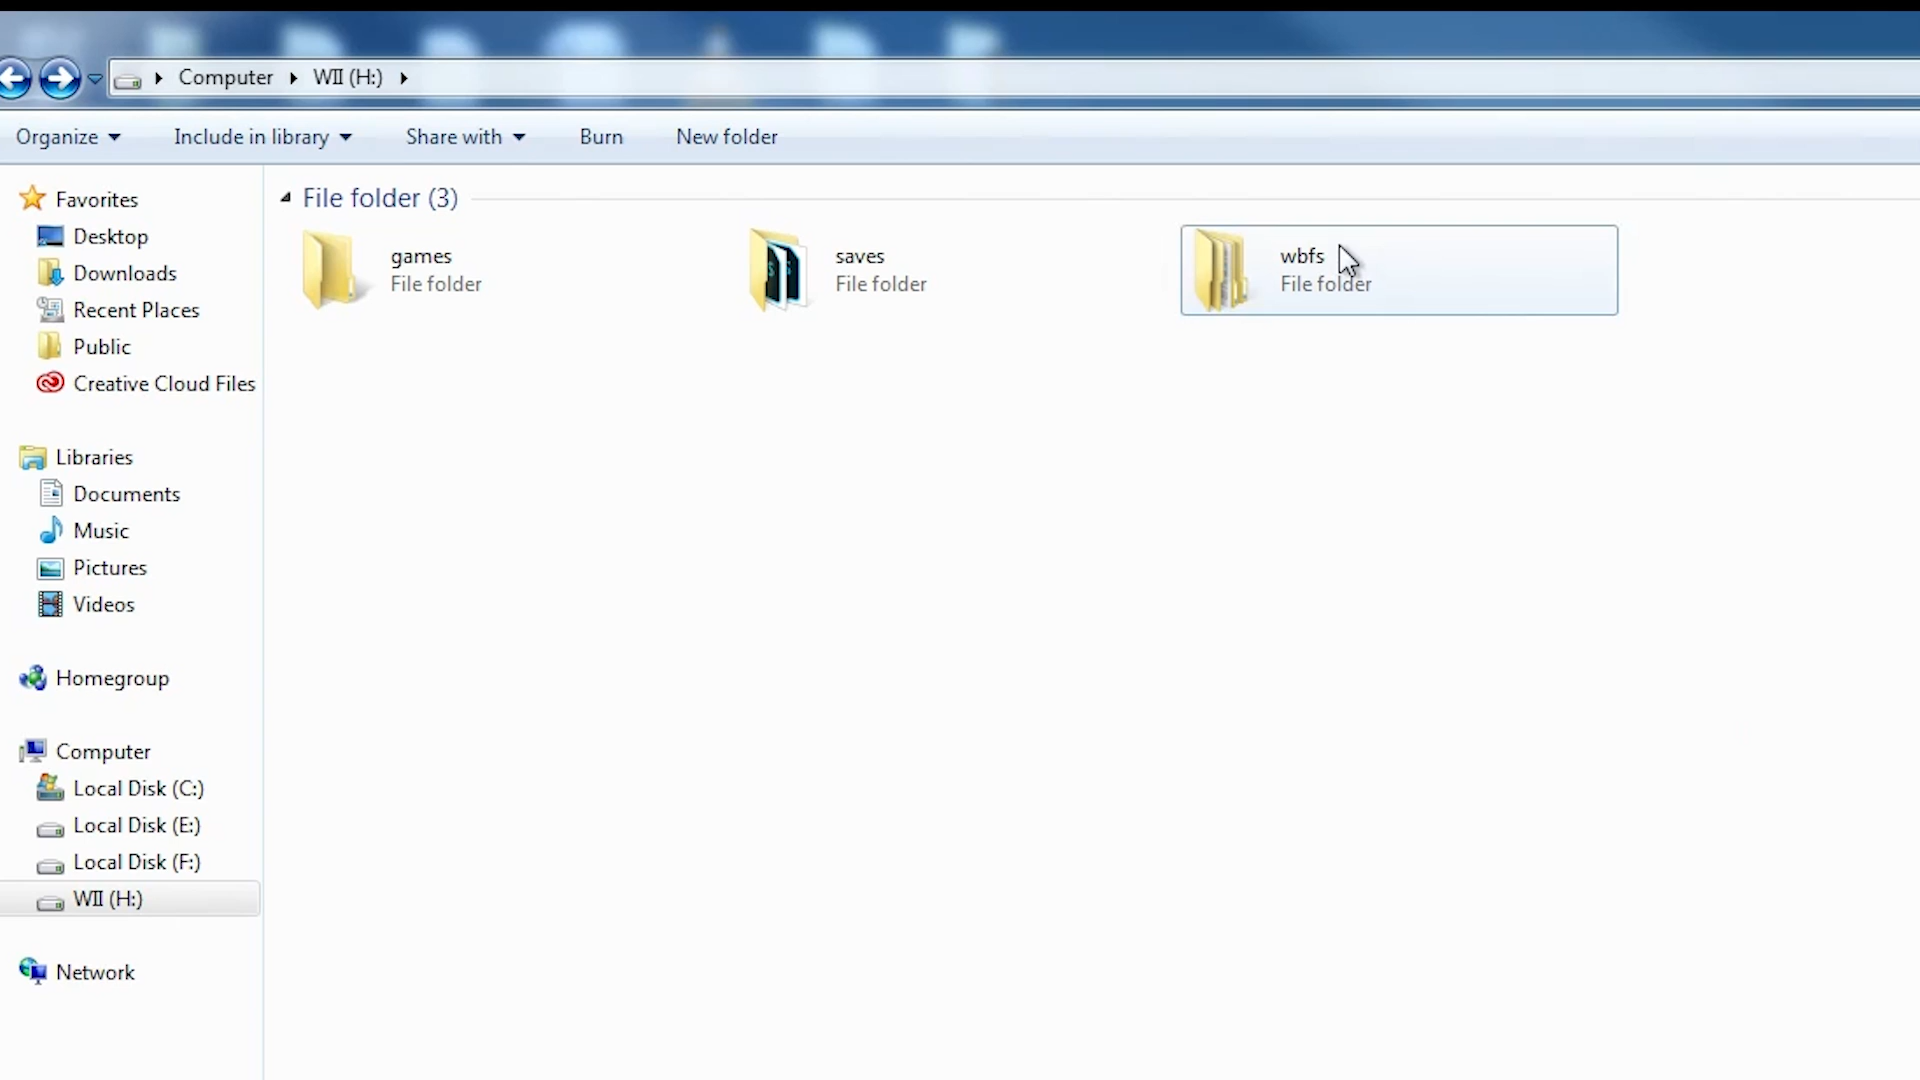 Computer WII (H:)
Organize Include in library Share with Burn New folder
Favorites
Desktop
Downloads
Recent Places
Public
Creative Cloud Files
Libraries
Documents
Music
Pictures
Videos
Homegroup
Computer
Local Disk (C:)
Local Disk (E:)
Local Disk (F:)
WII (H:)
Network
File folder (3)
games
File folder
saves
File folder
wbfs
File folder